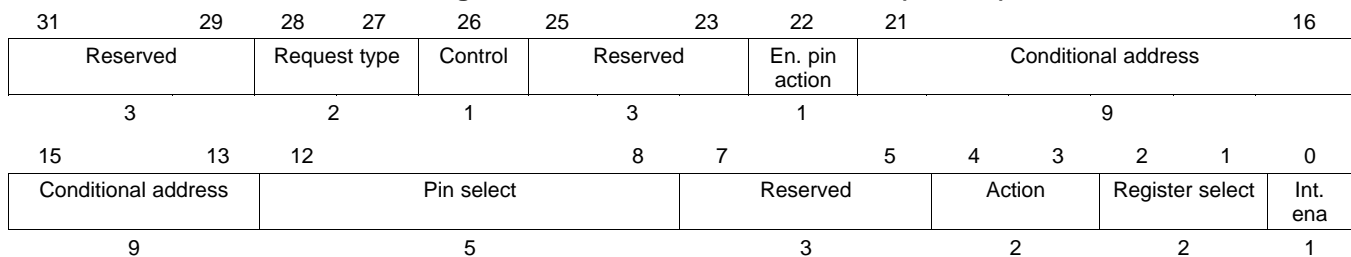 31 29 28 27 26 25 23 22 21 16
Reserved Request type Control Reserved En. pin action Conditional address
3 2 1 3 1 9
15 13 12 8 7 5 4 3 2 1 0
Conditional address Pin select Reserved Action Register select Int. ena
9 5 3 2 2 1